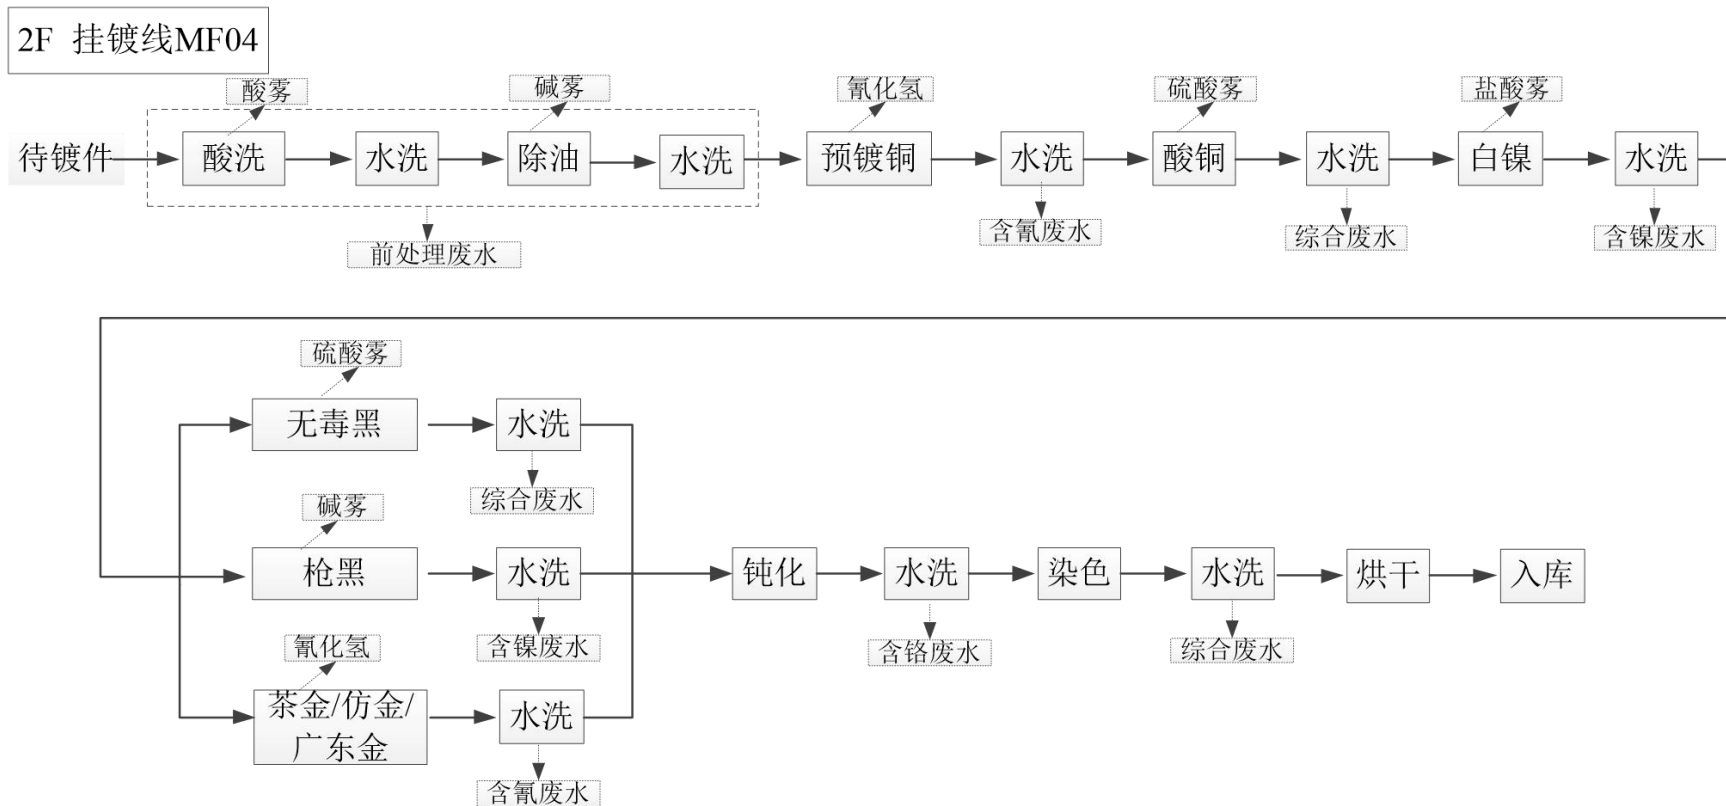 2F 挂镀线MF04
酸雾
碱雾
氰化氢
硫酸雾
盐酸雾
待镀件
酸洗
水洗
除油
水洗
预镀铜
水洗
酸铜
水洗
白镍
水洗
前处理废水
含氰废水
综合废水
含镍废水
硫酸雾
无毒黑
水洗
综合废水
碱雾
枪黑
水洗
钝化
水洗
染色
水洗
烘干
入库
含镍废水
含铬废水
综合废水
氰化氢
茶金/仿金/
广东金
水洗
含氰废水